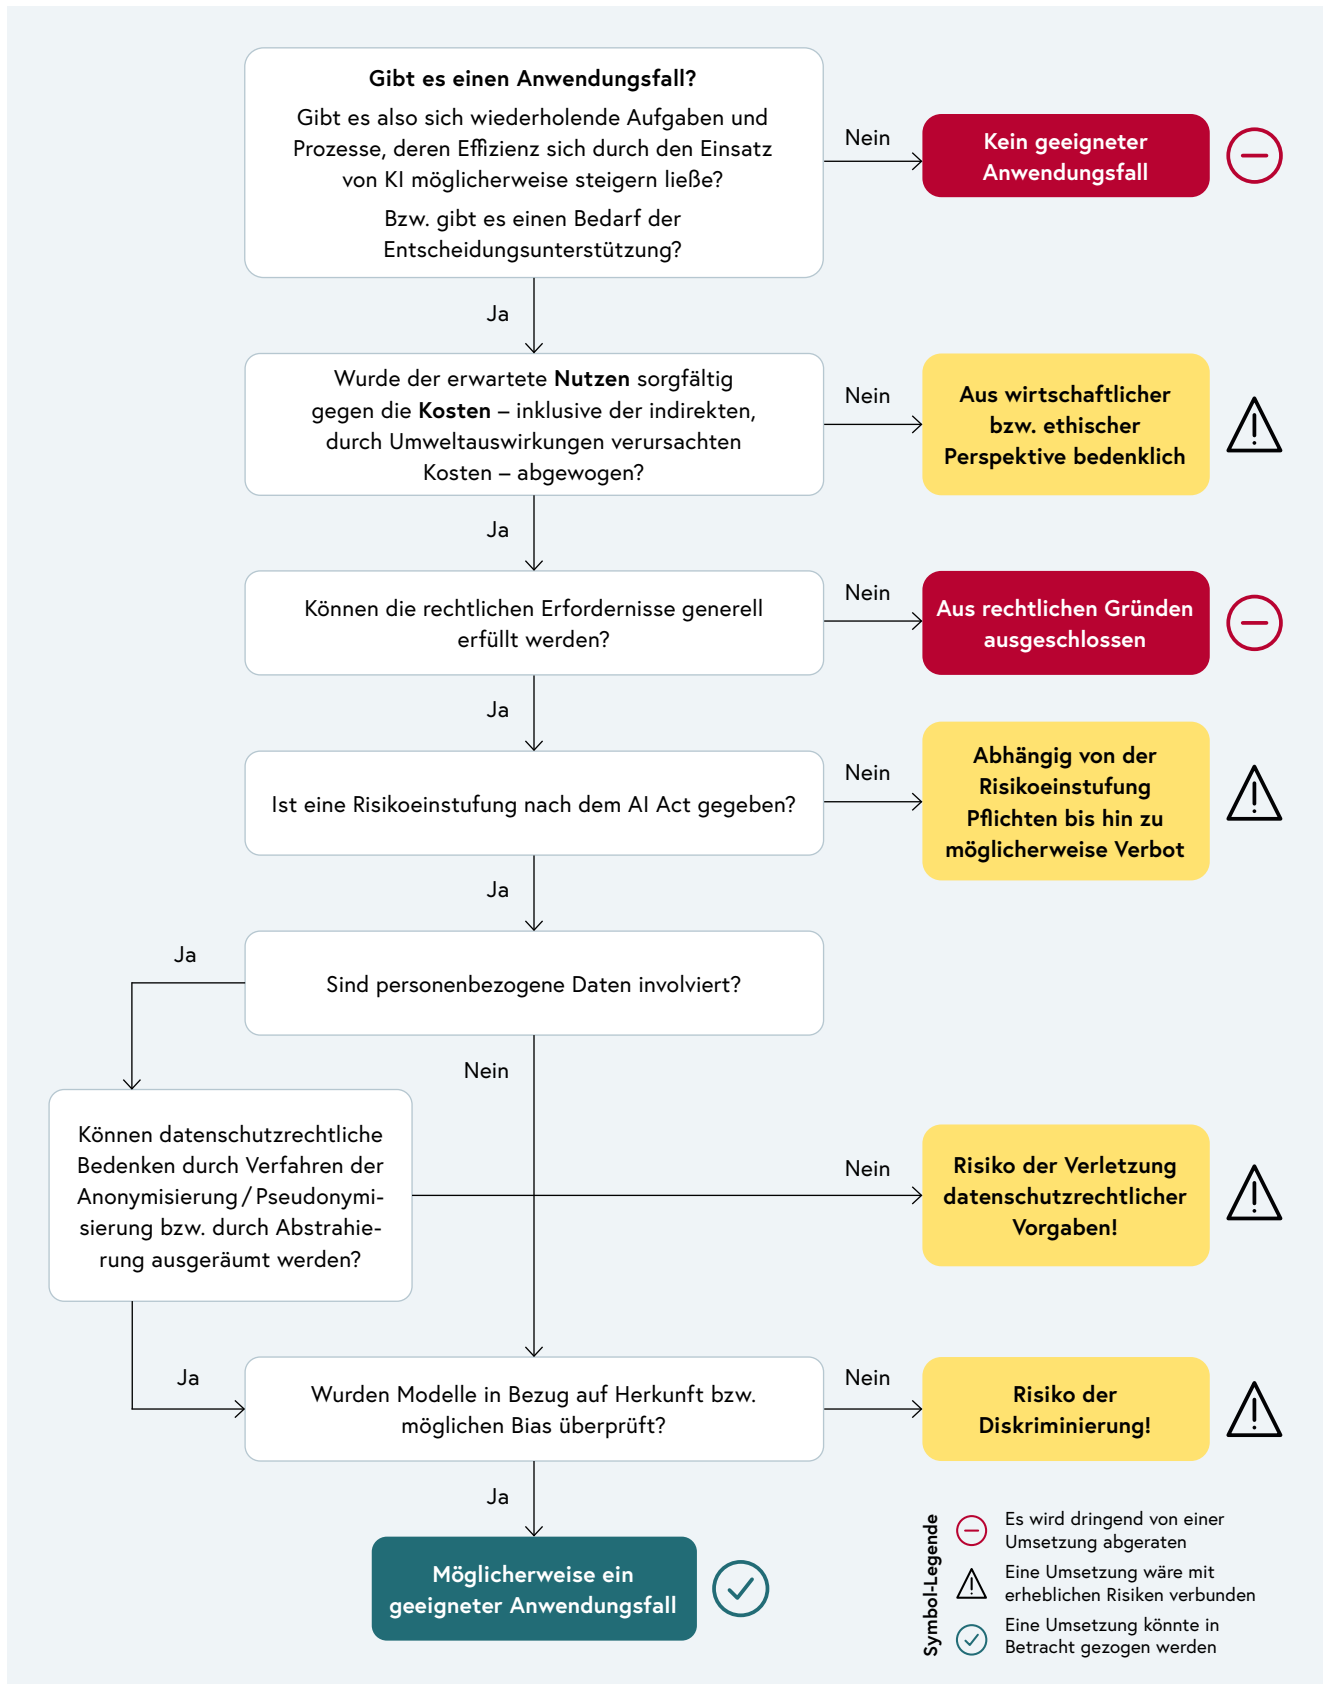 Gibt es einen Anwendungsfall?
Gibt es also sich wiederholende Aufgaben und
Prozesse, deren Effizienz sich durch den Einsatz
von KI möglicherweise steigern ließe?
Bzw. gibt es einen Bedarf der
Entscheidungsunterstützung?
Nein
Kein geeigneter
Anwendungsfall
Ja
Wurde der erwartete Nutzen sorgfältig
gegen die Kosten – inklusive der indirekten,
durch Umweltauswirkungen verursachten
Kosten – abgewogen?
Nein
Aus wirtschaftlicher
bzw. ethischer
Perspektive bedenklich
Ja
Können die rechtlichen Erfordernisse generell
erfüllt werden?
Nein
Aus rechtlichen Gründen
ausgeschlossen
Ja
Ist eine Risikoeinstufung nach dem AI Act gegeben?
Nein
Abhängig von der
Risikoeinstufung
Pflichten bis hin zu
möglicherweise Verbot
Ja
Sind personenbezogene Daten involviert?
Ja
Nein
Können datenschutzrechtliche
Bedenken durch Verfahren der
Anonymisierung / Pseudonymi-
sierung bzw. durch Abstrahie-
rung ausgeräumt werden?
Nein
Risiko der Verletzung
datenschutzrechtlicher
Vorgaben!
Ja
Wurden Modelle in Bezug auf Herkunft bzw.
möglichen Bias überprüft?
Nein
Risiko der
Diskriminierung!
Ja
Möglicherweise ein
geeigneter Anwendungsfall
Symbol-Legende
Es wird dringend von einer
Umsetzung abgeraten
Eine Umsetzung wäre mit
erheblichen Risiken verbunden
Eine Umsetzung könnte in
Betracht gezogen werden